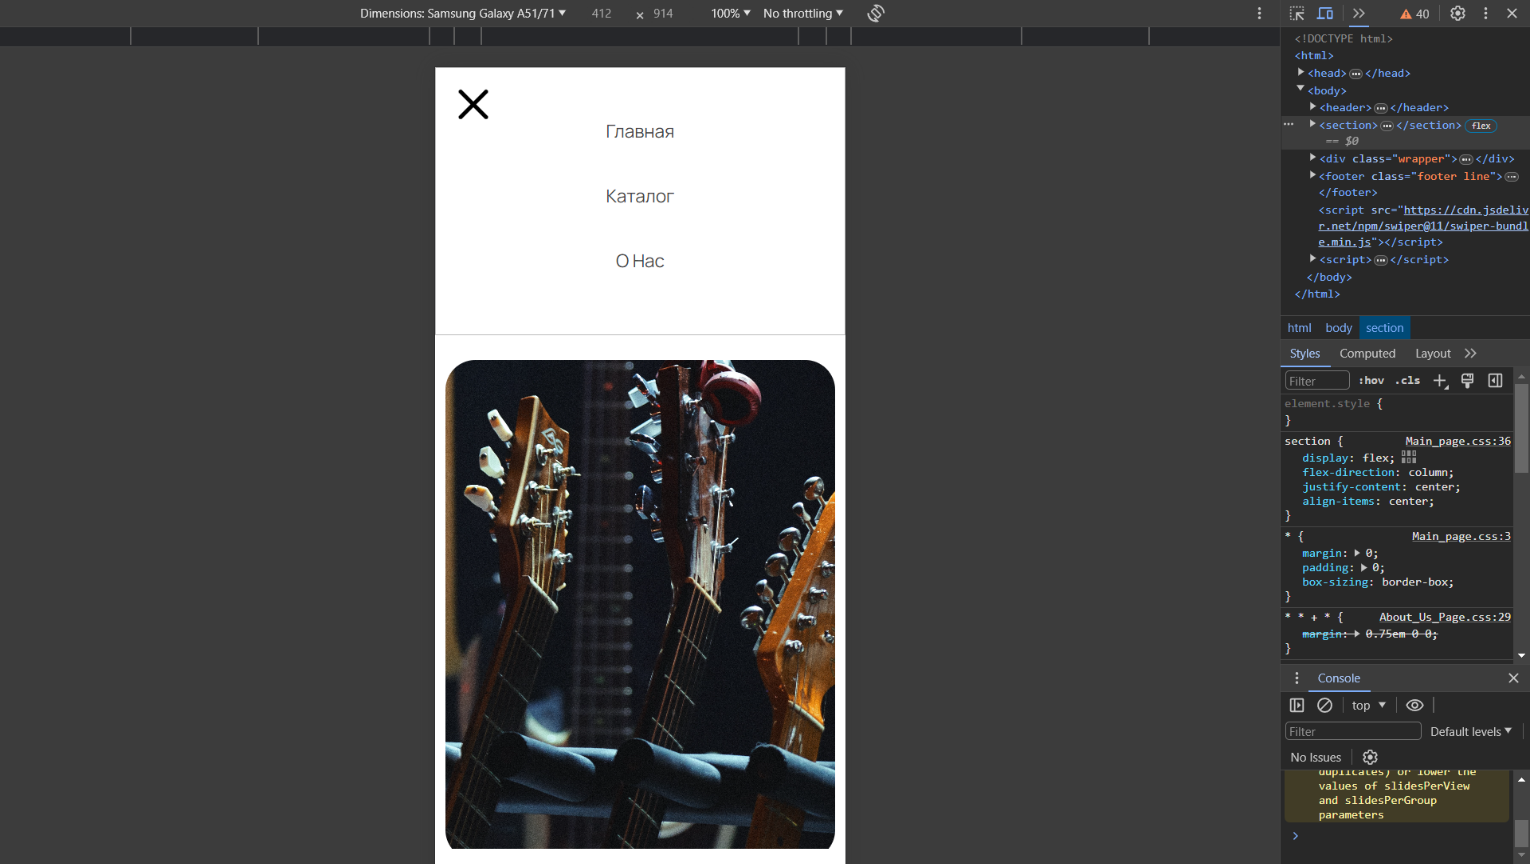 Dimensions: Samsung Galaxy A51/71 412 × 914 100% No throttling
40
Главная
Каталог
О Нас
<!DOCTYPE html>
<html>
<head> ⋯ </head>
<body>
<header> ⋯ </header>
<section> ⋯ </section> flex
== $0
<div class="wrapper"> ⋯ </div>
<footer class="footer line"> ⋯
</footer>
<script src="https://cdn.jsdeliv
r.net/npm/swiper@11/swiper-bundl
e.min.js"></script>
<script> ⋯ </script>
</body>
</html>
html body section
Styles Computed Layout
Filter :hov .cls
element.style {
}
section { Main_page.css:36
display: flex;
flex-direction: column;
justify-content: center;
align-items: center;
}
* { Main_page.css:3
margin: 0;
padding: 0;
box-sizing: border-box;
}
* * + * { About_Us_Page.css:29
margin: 0.75em 0 0;
}
Console
top
Filter Default levels
No Issues
duplicates) or lower the
values of slidesPerView
and slidesPerGroup
parameters